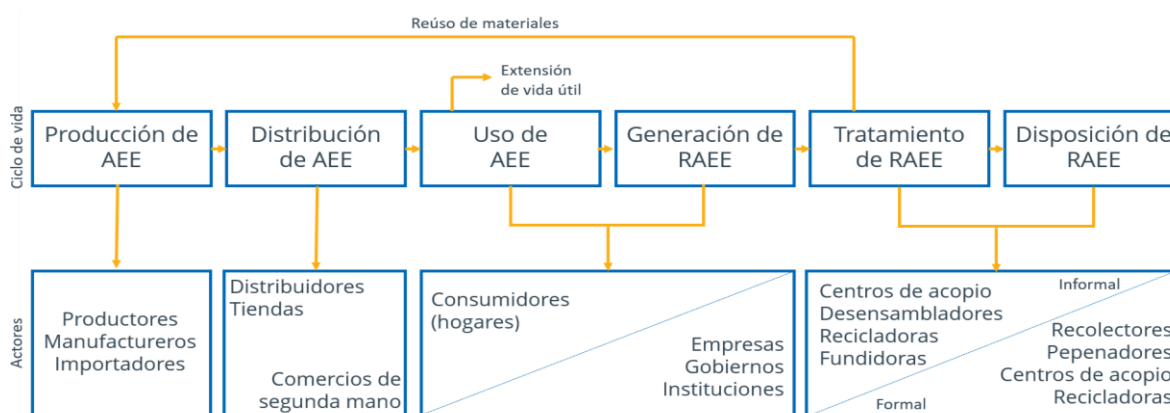 Reúso de materiales
Extensión
de vida útil
Ciclo de vida
Producción de
AEE
Distribución
de AEE
Uso de
AEE
Generación de
RAEE
Tratamiento
de RAEE
Disposición de
RAEE
Actores
Productores
Manufactureros
Importadores
Distribuidores
Tiendas
Comercios de
segunda mano
Consumidores
(hogares)
Empresas
Gobiernos
Instituciones
Centros de acopio
Desensambladores
Recicladoras
Fundidoras
Formal
Informal
Recolectores
Pepenadores
Centros de acopio
Recicladoras